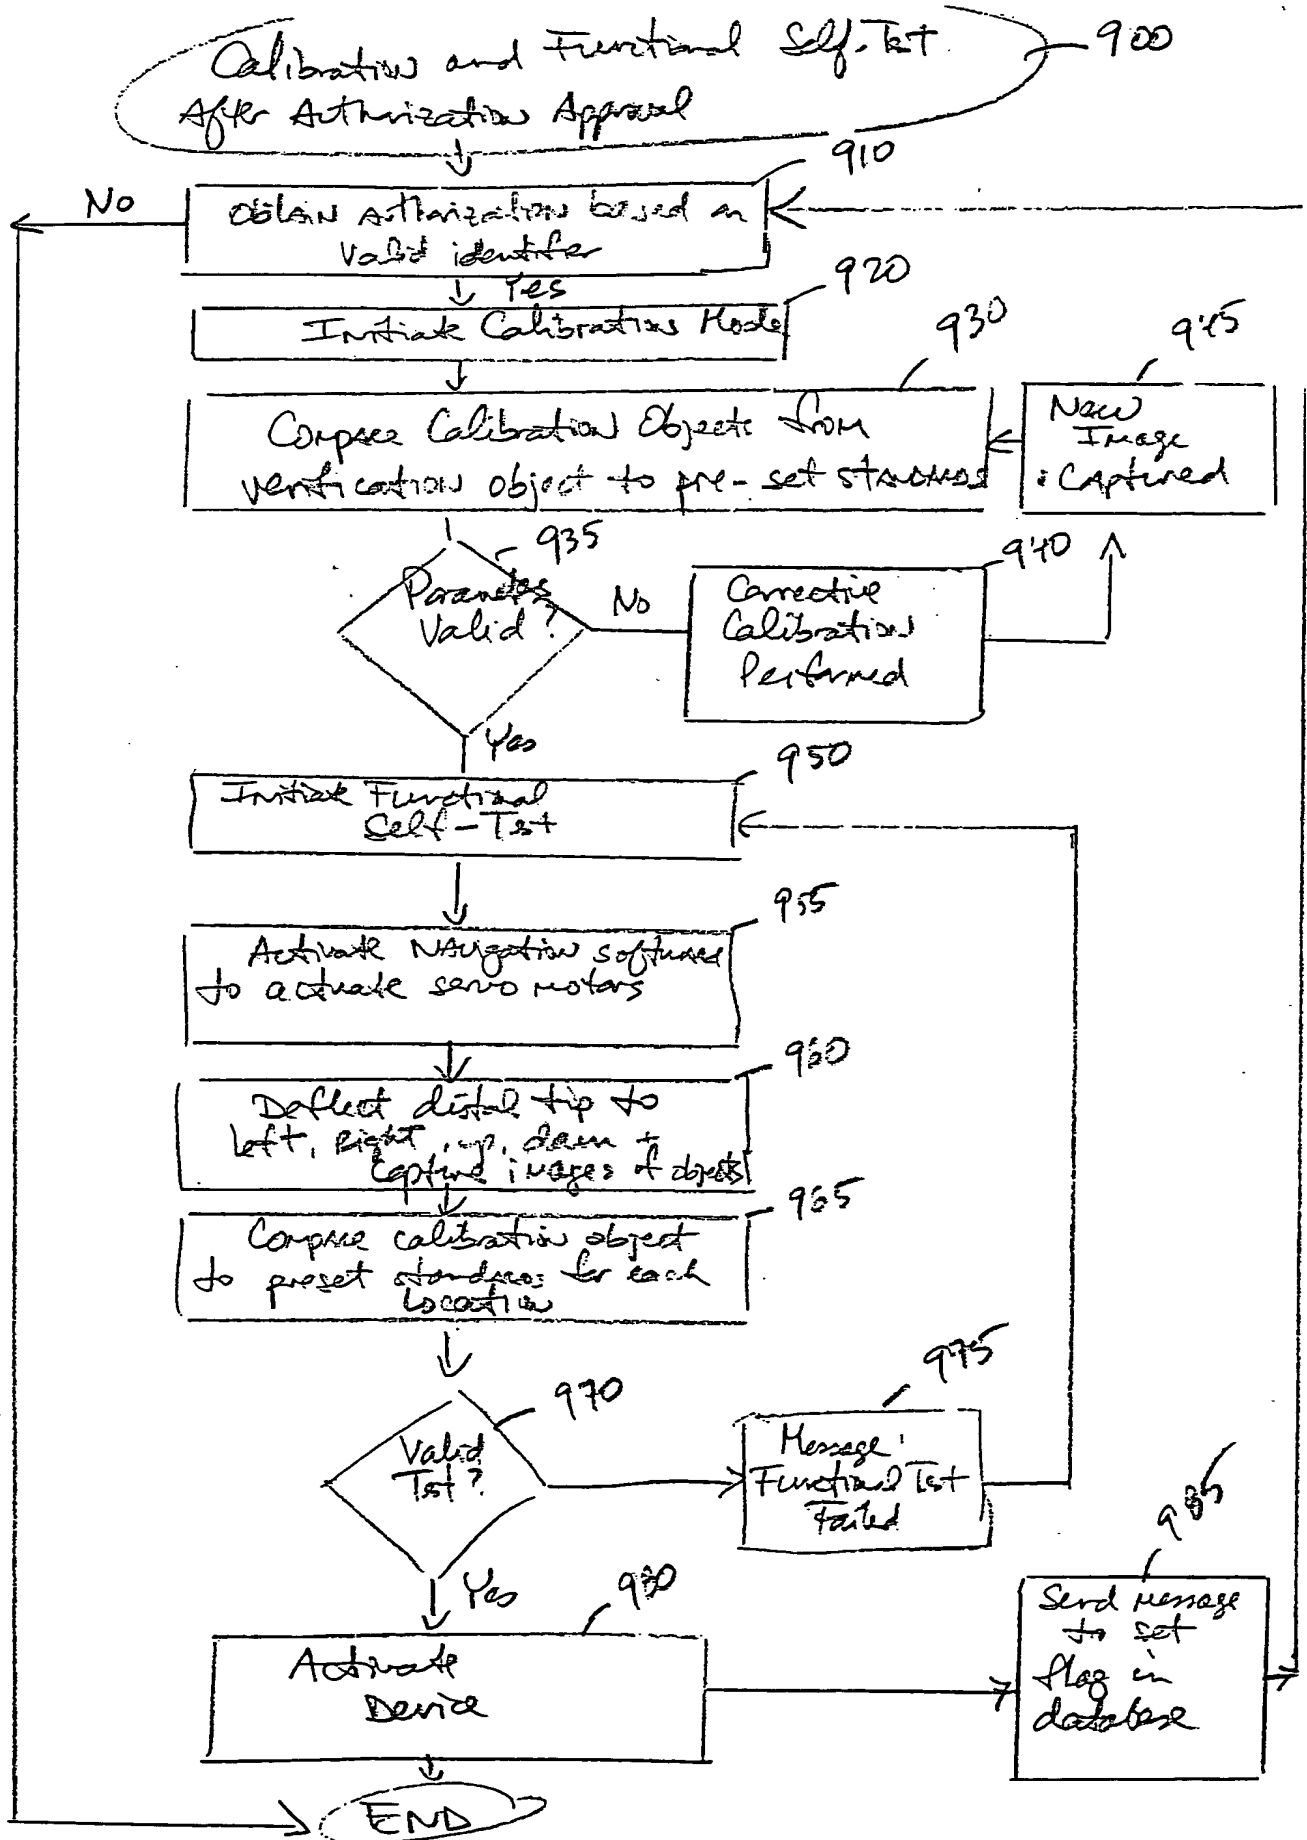 Calibration and Functional Self-Test
After Authorization Approval
900
910
No
Obtain Authorization based on
Valid identifier
Yes
920
Initiate Calibration Mode
930
945
Compare Calibration Objects from
verification object to pre-set standards
New
Image
Captured
935
Parameters
Valid?
No
940
Corrective
Calibration
Performed
Yes
950
Initiate Functional
Self-Test
955
Activate Navigation software
to actuate servo motors
960
Deflect distal tip to
left, right, up, down +
capture images of objects
965
Compare calibration object
to preset standards for each
location
970
975
Valid
Test?
Message:
Functional Test
Failed
Yes
980
985
Activate
Device
Send message
to set
flag in
database
END